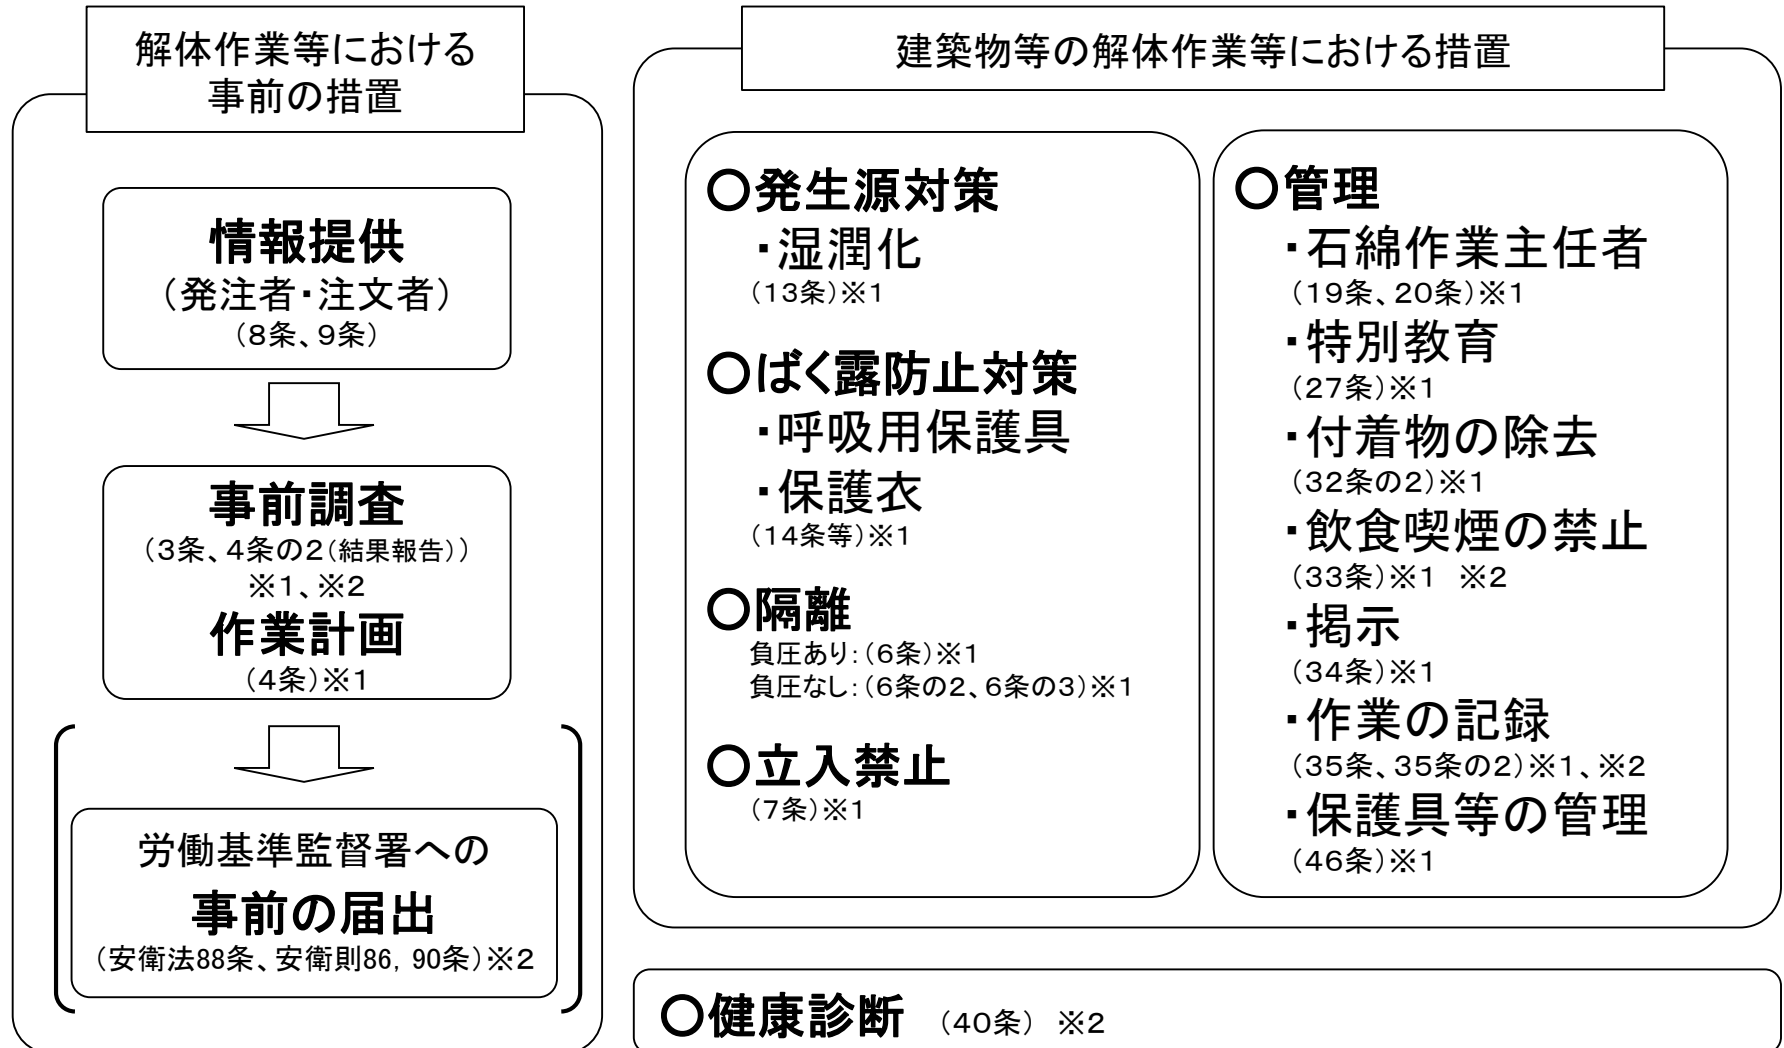 解体作業等における
事前の措置
情報提供
（発注者・注文者）
（８条、９条）
事前調査
（３条、４条の２（結果報告））
※１、※２
作業計画
（４条）※１
労働基準監督署への
事前の届出
（安衛法88条、安衛則86，90条）※２
建築物等の解体作業等における措置
〇発生源対策
・湿潤化
（１３条）※１
〇ばく露防止対策
・呼吸用保護具
・保護衣
（１４条等）※１
〇隔離
負圧あり：（６条）※１
負圧なし：（６条の２、６条の３）※１
〇立入禁止
（７条）※１
〇管理
・石綿作業主任者
（１９条、２０条）※１
・特別教育
（２７条）※１
・付着物の除去
（３２条の２）※１
・飲食喫煙の禁止
（３３条）※１　※２
・掲示
（３４条）※１
・作業の記録
（３５条、３５条の２）※１、※２
・保護具等の管理
（４６条）※１
〇健康診断　（４０条）　※２